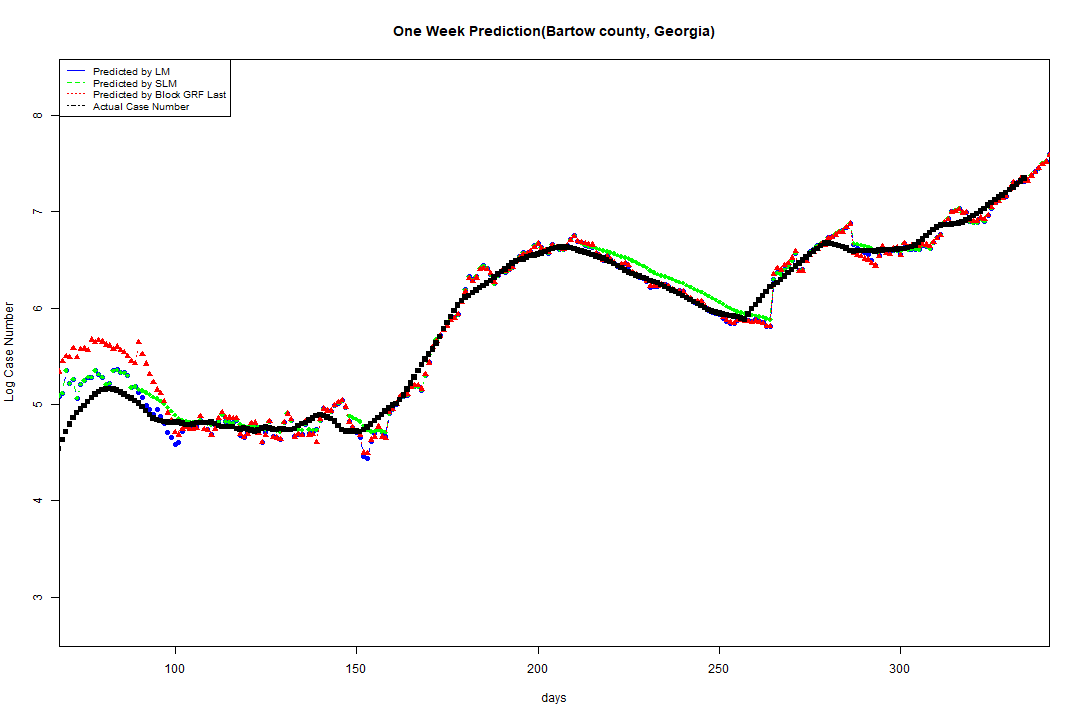 One Week Prediction(Bartow county, Georgia)
Predicted by LM
Predicted by SLM
Predicted by Block GRF Last
Actual Case Number
8
7
6
5
4
3
Log Case Number
100 150 200 250 300
days